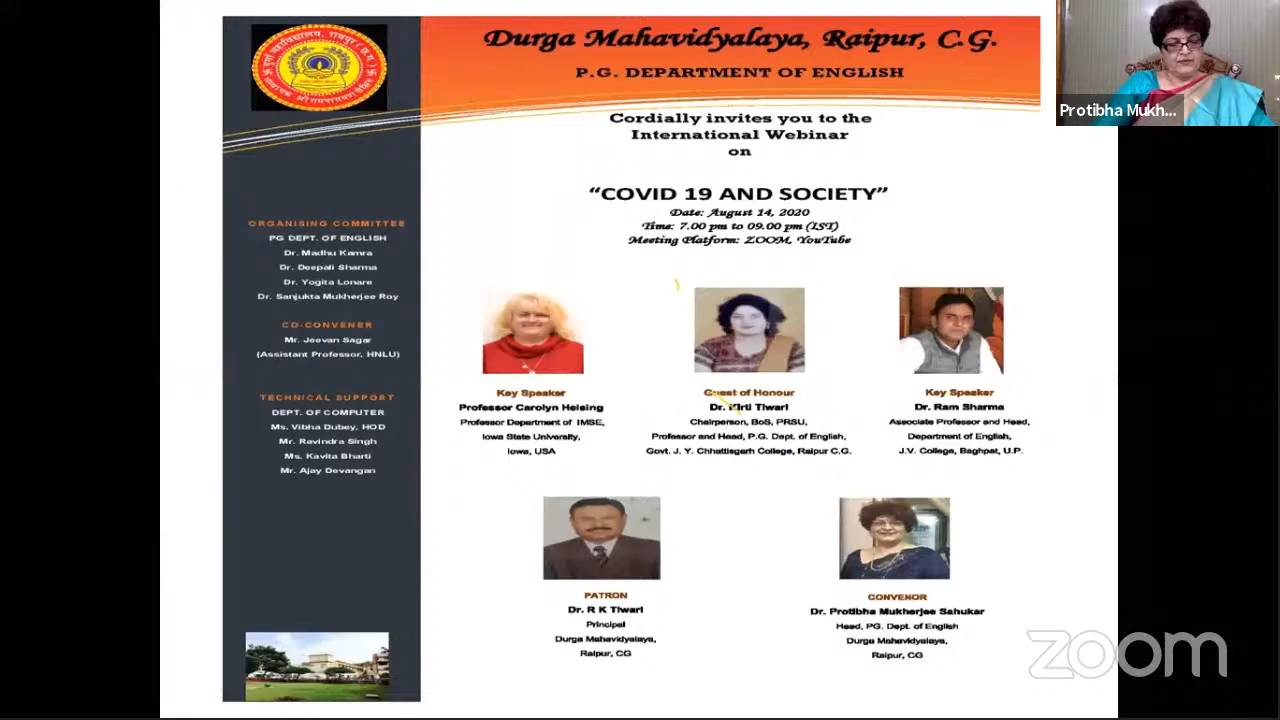 Durga Mahavidyalaya, Raipur, C.G.
P.G. DEPARTMENT OF ENGLISH
Cordially invites you to the
International Webinar
on
“COVID 19 AND SOCIETY”
Date: August 14, 2020
Time: 7.00 pm to 09.00 pm (IST)
Meeting Platform: ZOOM, YouTube
ORGANISING COMMITTEE
PG DEPT. OF ENGLISH
Dr. Madhu Kamra
Dr. Deepali Sharma
Dr. Yogita Lonare
Dr. Sanjukta Mukherjee Roy
CO-CONVENER
Mr. Jeevan Sagar
(Assistant Professor, HNLU)
TECHNICAL SUPPORT
DEPT. OF COMPUTER
Ms. Vibha Dubey, HOD
Mr. Ravindra Singh
Ms. Kavita Bharti
Mr. Ajay Devangan
Key Speaker
Professor Carolyn Heising
Professor Department of IMSE,
Iowa State University,
Iowa, USA
Guest of Honour
Dr. Kirti Tiwari
Chairperson, BoS, PRSU,
Professor and Head, P.G. Dept. of English,
Govt. J. Y. Chhattisgarh College, Raipur C.G.
Key Speaker
Dr. Ram Sharma
Associate Professor and Head,
Department of English,
J.V. College, Baghpat, U.P.
PATRON
Dr. R K Tiwari
Principal
Durga Mahavidyalaya,
Raipur, CG
CONVENOR
Dr. Protibha Mukherjee Sahukar
Head, PG. Dept. of English
Durga Mahavidyalaya,
Raipur, CG
Protibha Mukh...
zoom